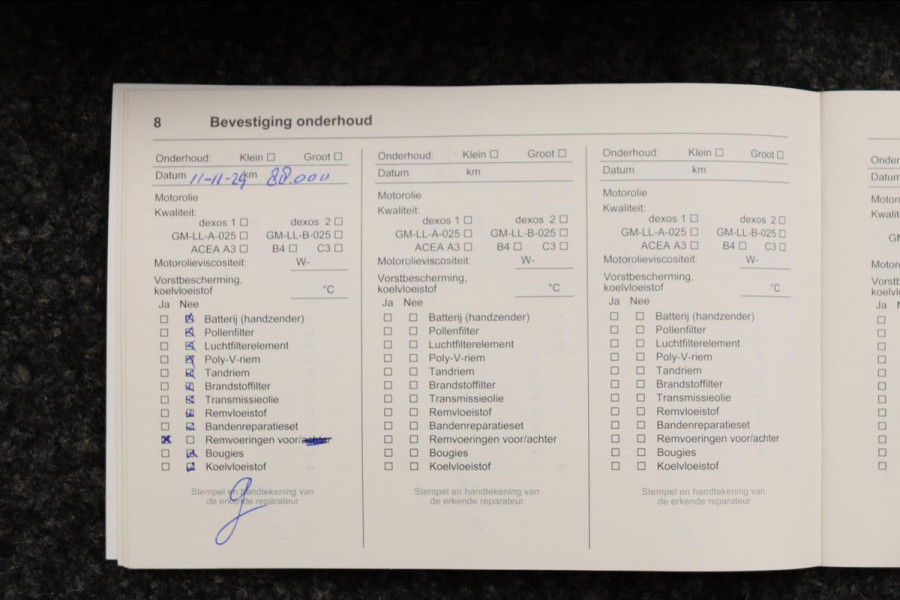 8 Bevestiging onderhoud
Onderhoud: Klein ☐ Groot ☐
Datum 11-11-24 km 88.000
Motorolie
Kwaliteit:
dexos 1 ☐ dexos 2 ☐
GM-LL-A-025 ☐ GM-LL-B-025 ☐
ACEA A3 ☐ B4 ☐ C3 ☐
Motorolieviscositeit: W-
Vorstbescherming,
koelvloeistof °C
Ja Nee
☐ ☒ Batterij (handzender)
☐ ☒ Pollenfilter
☐ ☒ Luchtfilterelement
☐ ☒ Poly-V-riem
☐ ☒ Tandriem
☐ ☒ Brandstoffilter
☐ ☒ Transmissieolie
☐ ☒ Remvloeistof
☐ ☒ Bandenreparatieset
☒ ☐ Remvoeringen voor/achter
☐ ☒ Bougies
☐ ☒ Koelvloeistof
Stempel en handtekening van
de erkende reparateur
Onderhoud: Klein ☐ Groot ☐
Datum km
Motorolie
Kwaliteit:
dexos 1 ☐ dexos 2 ☐
GM-LL-A-025 ☐ GM-LL-B-025 ☐
ACEA A3 ☐ B4 ☐ C3 ☐
Motorolieviscositeit: W-
Vorstbescherming,
koelvloeistof °C
Ja Nee
☐ ☐ Batterij (handzender)
☐ ☐ Pollenfilter
☐ ☐ Luchtfilterelement
☐ ☐ Poly-V-riem
☐ ☐ Tandriem
☐ ☐ Brandstoffilter
☐ ☐ Transmissieolie
☐ ☐ Remvloeistof
☐ ☐ Bandenreparatieset
☐ ☐ Remvoeringen voor/achter
☐ ☐ Bougies
☐ ☐ Koelvloeistof
Stempel en handtekening van
de erkende reparateur
Onderhoud: Klein ☐ Groot ☐
Datum km
Motorolie
Kwaliteit:
dexos 1 ☐ dexos 2 ☐
GM-LL-A-025 ☐ GM-LL-B-025 ☐
ACEA A3 ☐ B4 ☐ C3 ☐
Motorolieviscositeit: W-
Vorstbescherming,
koelvloeistof °C
Ja Nee
☐ ☐ Batterij (handzender)
☐ ☐ Pollenfilter
☐ ☐ Luchtfilterelement
☐ ☐ Poly-V-riem
☐ ☐ Tandriem
☐ ☐ Brandstoffilter
☐ ☐ Transmissieolie
☐ ☐ Remvloeistof
☐ ☐ Bandenreparatieset
☐ ☐ Remvoeringen voor/achter
☐ ☐ Bougies
☐ ☐ Koelvloeistof
Stempel en handtekening van
de erkende reparateur
Datum
Ja